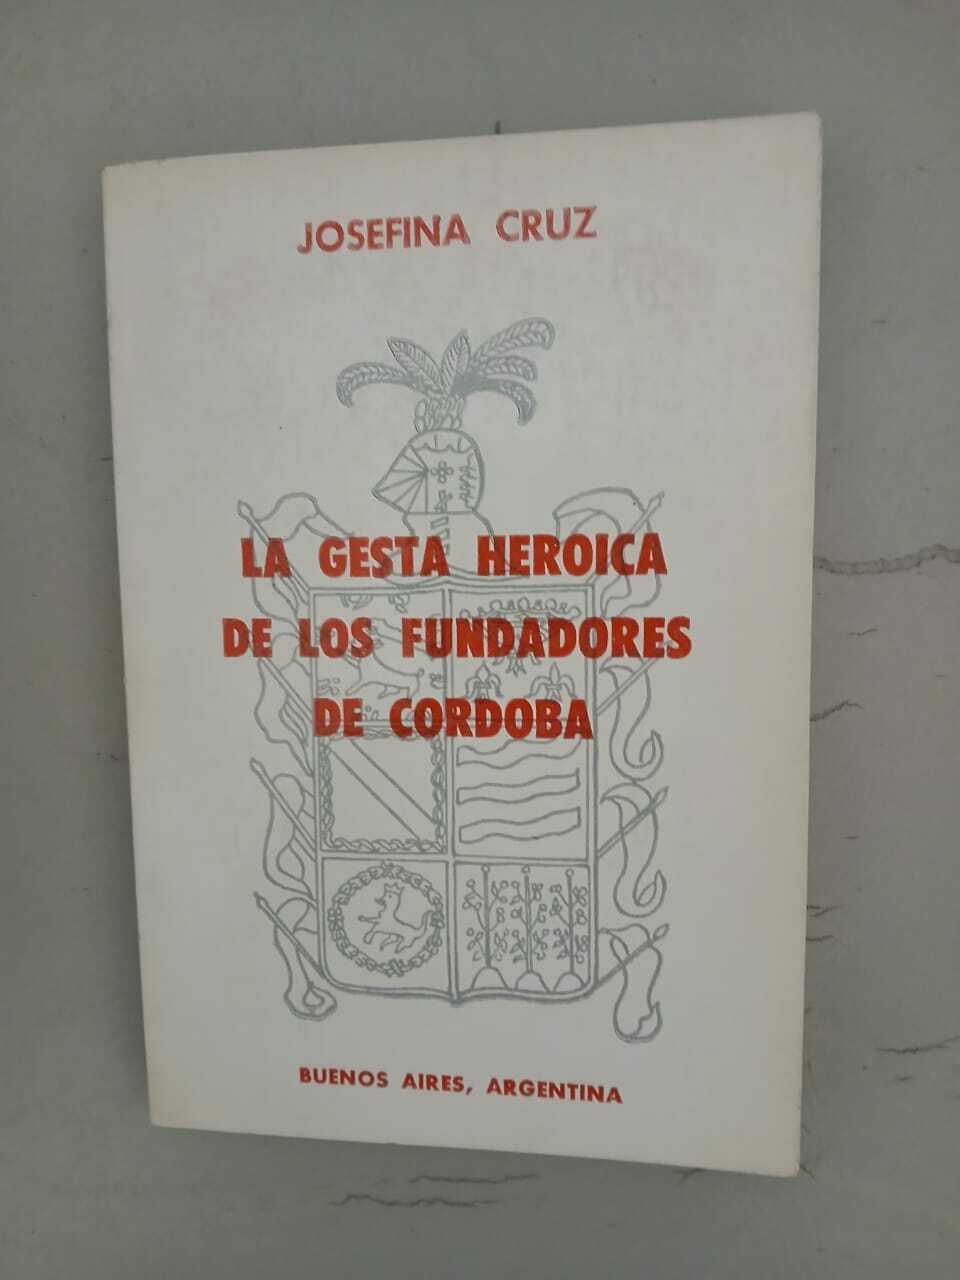 JOSEFINA CRUZ
LA GESTA HEROICA
DE LOS FUNDADORES
DE CORDOBA
BUENOS AIRES, ARGENTINA